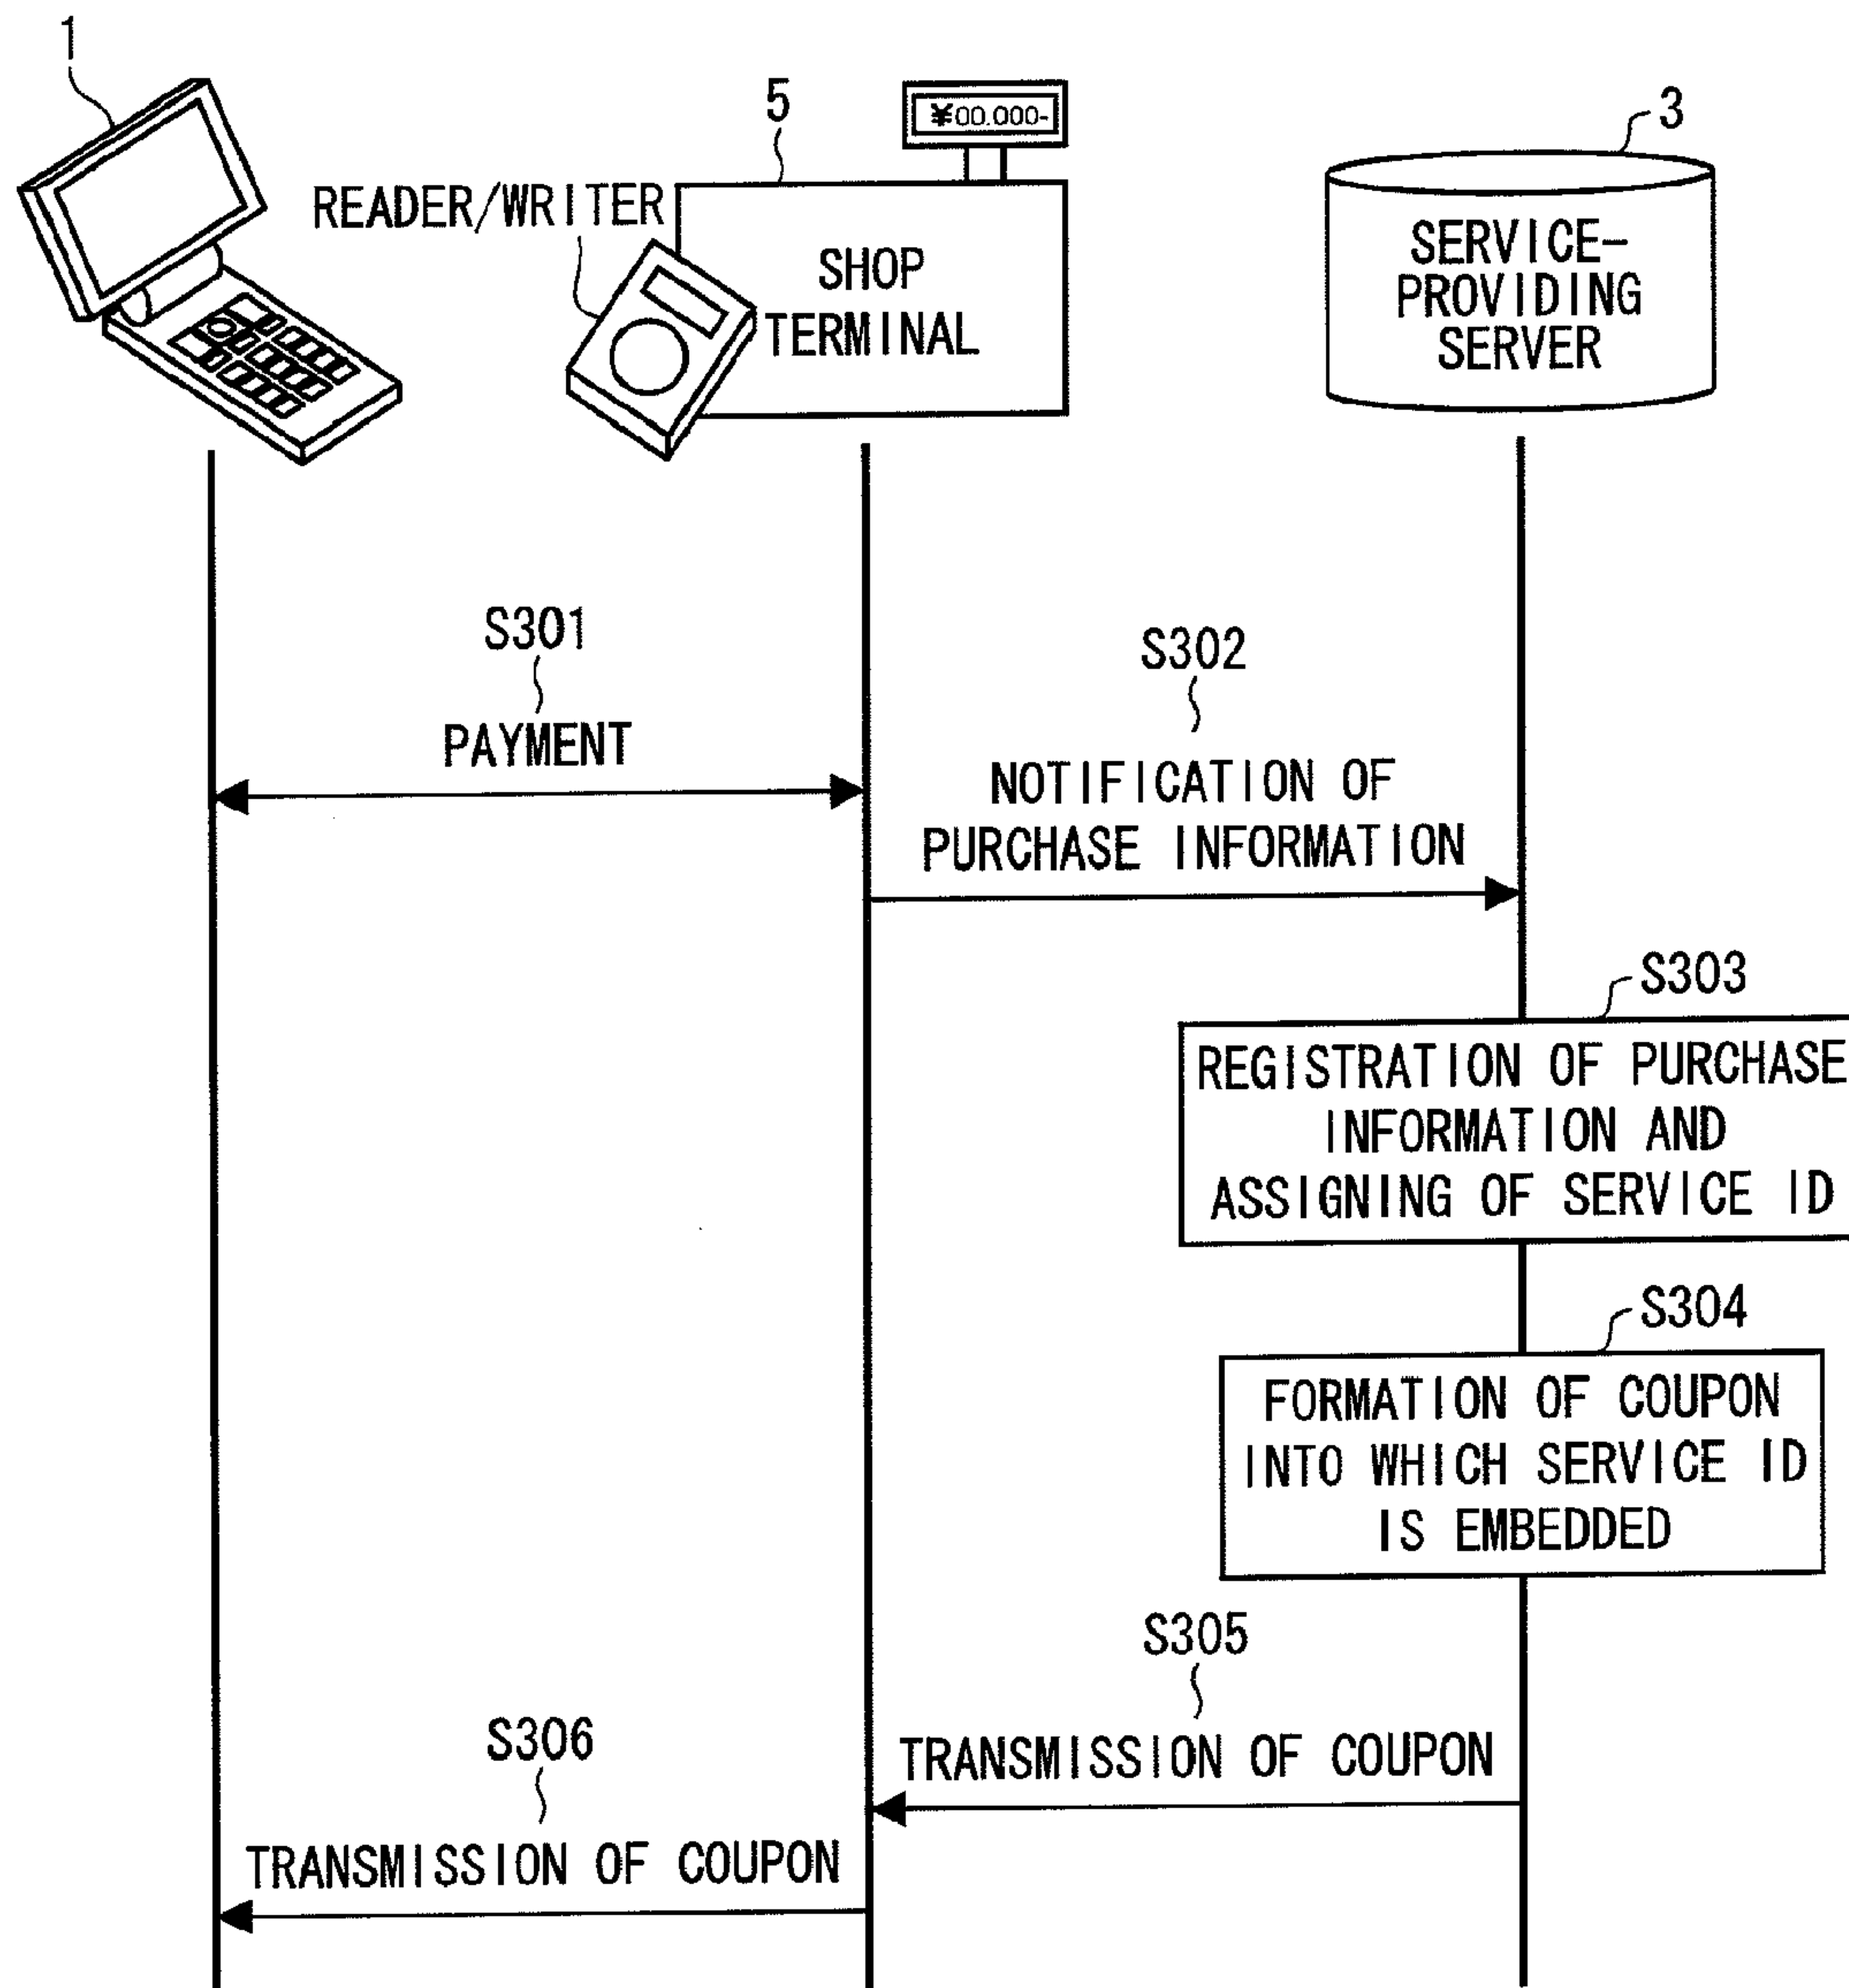 1
5
¥00.000-
3
READER/WRITER
SHOP
TERMINAL
SERVICE-
PROVIDING
SERVER
S301
PAYMENT
S302
NOTIFICATION OF
PURCHASE INFORMATION
S303
REGISTRATION OF PURCHASE
INFORMATION AND
ASSIGNING OF SERVICE ID
S304
FORMATION OF COUPON
INTO WHICH SERVICE ID
IS EMBEDDED
S305
TRANSMISSION OF COUPON
S306
TRANSMISSION OF COUPON